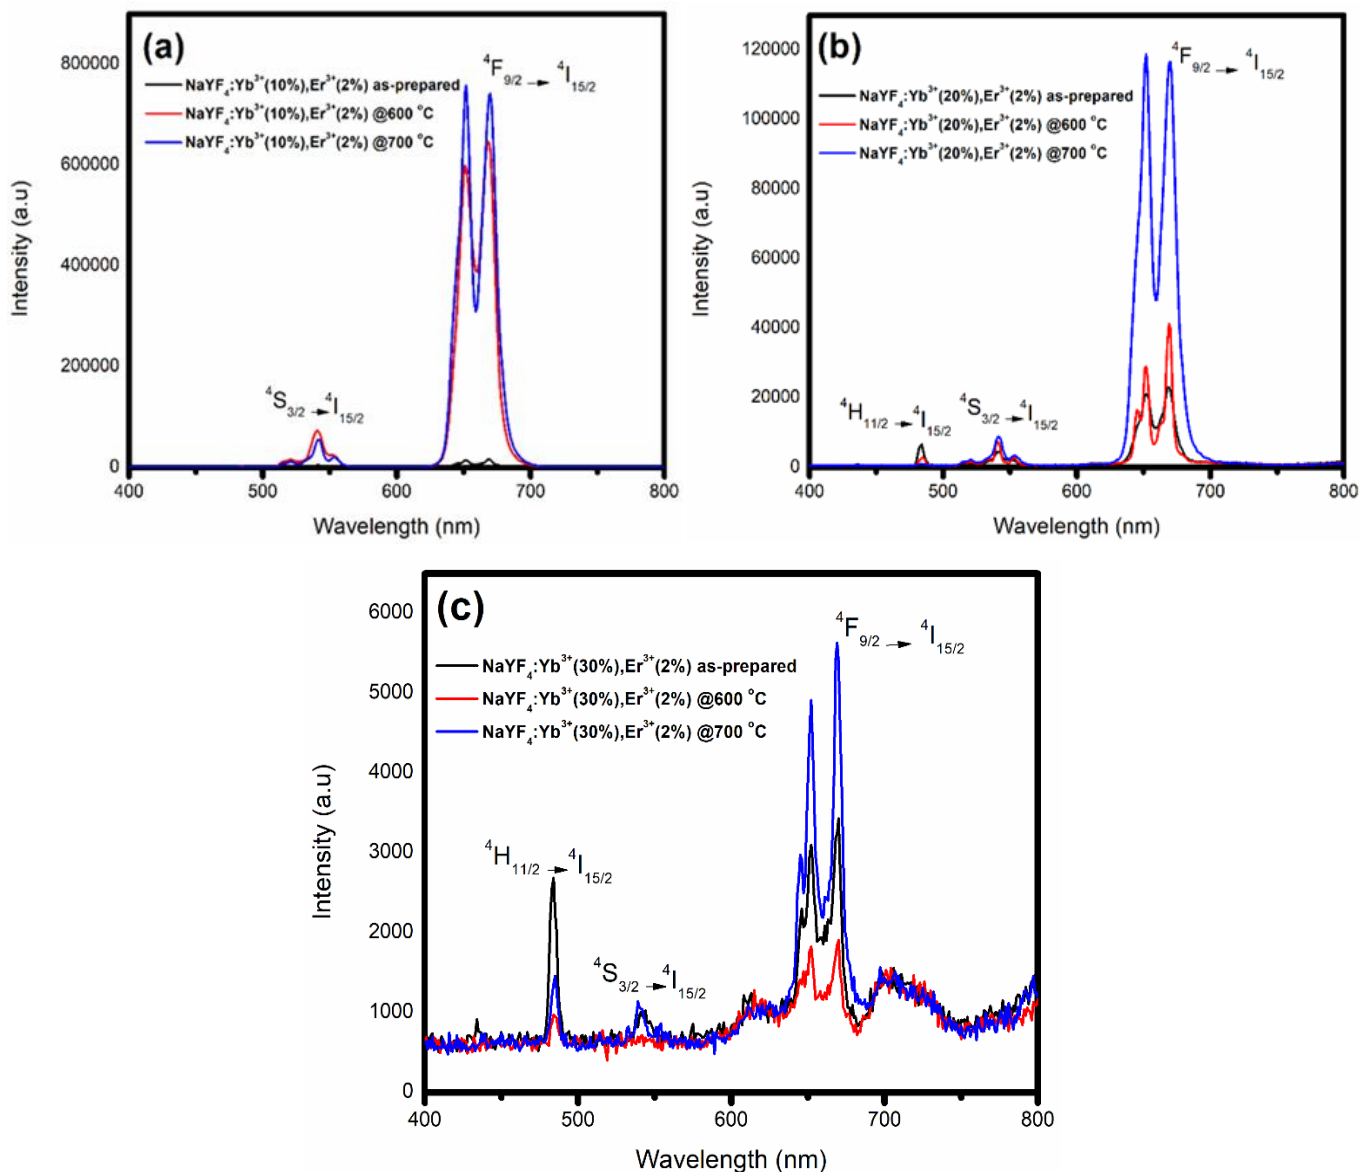 (a)
⁴F₉/₂ → ⁴I₁₅/₂
NaYF₄:Yb³⁺(10%),Er³⁺(2%) as-prepared
NaYF₄:Yb³⁺(10%),Er³⁺(2%) @600 °C
NaYF₄:Yb³⁺(10%),Er³⁺(2%) @700 °C
⁴S₃/₂ → ⁴I₁₅/₂
800000
600000
400000
200000
0
400 500 600 700 800
Intensity (a.u)
Wavelength (nm)
(b)
⁴F₉/₂ → ⁴I₁₅/₂
NaYF₄:Yb³⁺(20%),Er³⁺(2%) as-prepared
NaYF₄:Yb³⁺(20%),Er³⁺(2%) @600 °C
NaYF₄:Yb³⁺(20%),Er³⁺(2%) @700 °C
⁴H₁₁/₂ → ⁴I₁₅/₂
⁴S₃/₂ → ⁴I₁₅/₂
120000
100000
80000
60000
40000
20000
0
400 500 600 700 800
Intensity (a.u)
Wavelength (nm)
(c)
⁴F₉/₂ → ⁴I₁₅/₂
NaYF₄:Yb³⁺(30%),Er³⁺(2%) as-prepared
NaYF₄:Yb³⁺(30%),Er³⁺(2%) @600 °C
NaYF₄:Yb³⁺(30%),Er³⁺(2%) @700 °C
⁴H₁₁/₂ → ⁴I₁₅/₂
⁴S₃/₂ → ⁴I₁₅/₂
6000
5000
4000
3000
2000
1000
0
400 500 600 700 800
Intensity (a.u)
Wavelength (nm)